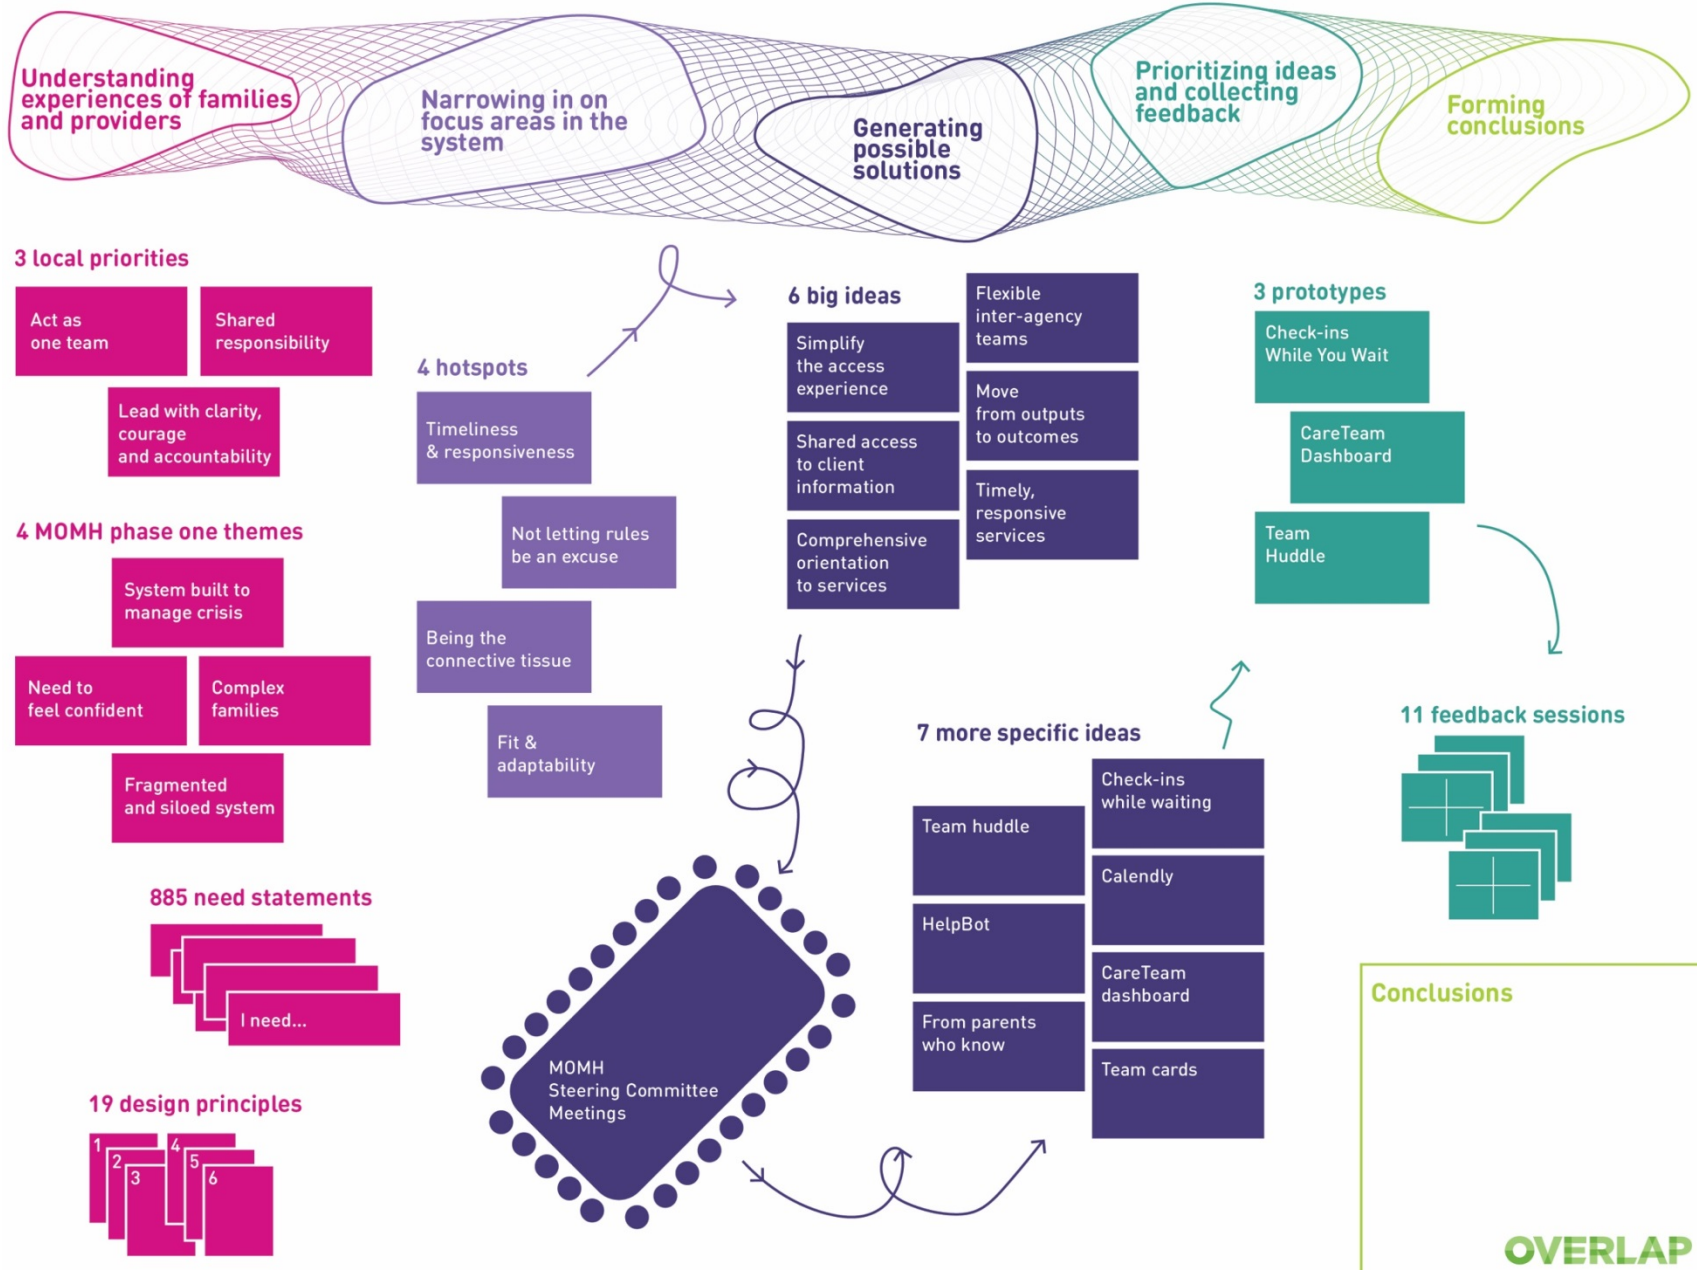 Understanding
experiences of families
and providers
Narrowing in on
focus areas in the
system
Generating
possible
solutions
Prioritizing ideas
and collecting
feedback
Forming
conclusions
3 local priorities
Act as
one team
Shared
responsibility
Lead with clarity,
courage
and accountability
4 MOMH phase one themes
System built to
manage crisis
Need to
feel confident
Complex
families
Fragmented
and siloed system
885 need statements
I need...
19 design principles
1
2
3
4
5
6
4 hotspots
Timeliness
& responsiveness
Not letting rules
be an excuse
Being the
connective tissue
Fit &
adaptability
6 big ideas
Simplify
the access
experience
Shared access
to client
information
Comprehensive
orientation
to services
Flexible
inter-agency
teams
Move
from outputs
to outcomes
Timely,
responsive
services
MOMH
Steering Committee
Meetings
7 more specific ideas
Team huddle
HelpBot
From parents
who know
Check-ins
while waiting
Calendly
CareTeam
dashboard
Team cards
3 prototypes
Check-ins
While You Wait
CareTeam
Dashboard
Team
Huddle
11 feedback sessions
Conclusions
OVERLAP